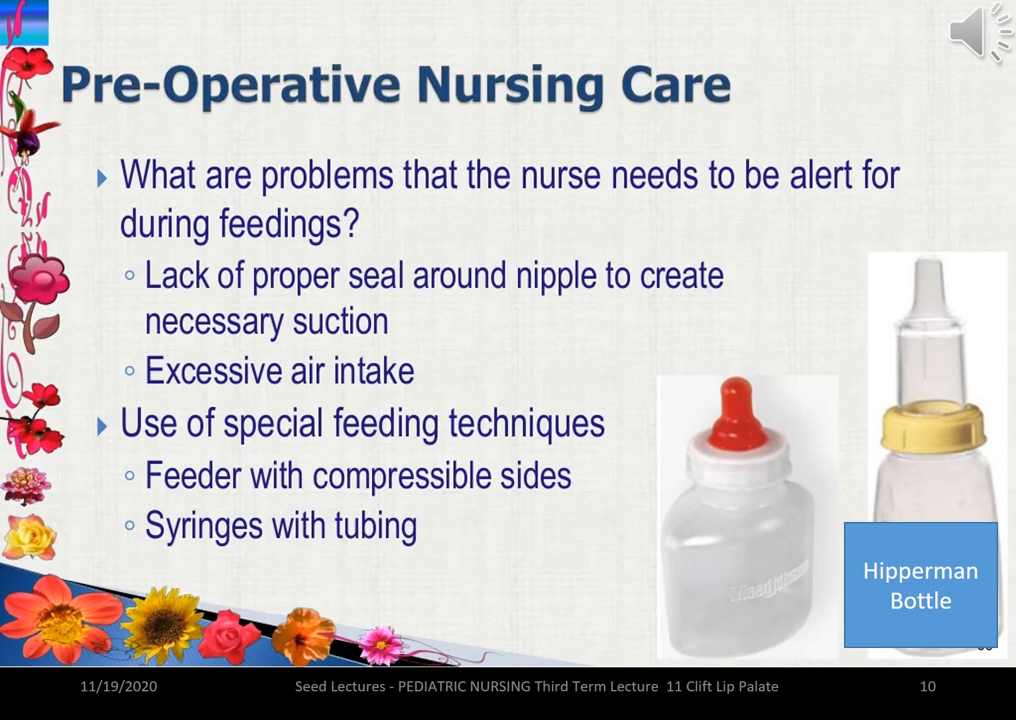 Pre-Operative Nursing Care
What are problems that the nurse needs to be alert for
during feedings?
Lack of proper seal around nipple to create
necessary suction
Excessive air intake
Use of special feeding techniques
Feeder with compressible sides
Syringes with tubing
Hipperman
Bottle
11/19/2020
Seed Lectures - PEDIATRIC NURSING Third Term Lecture 11 Clift Lip Palate
10